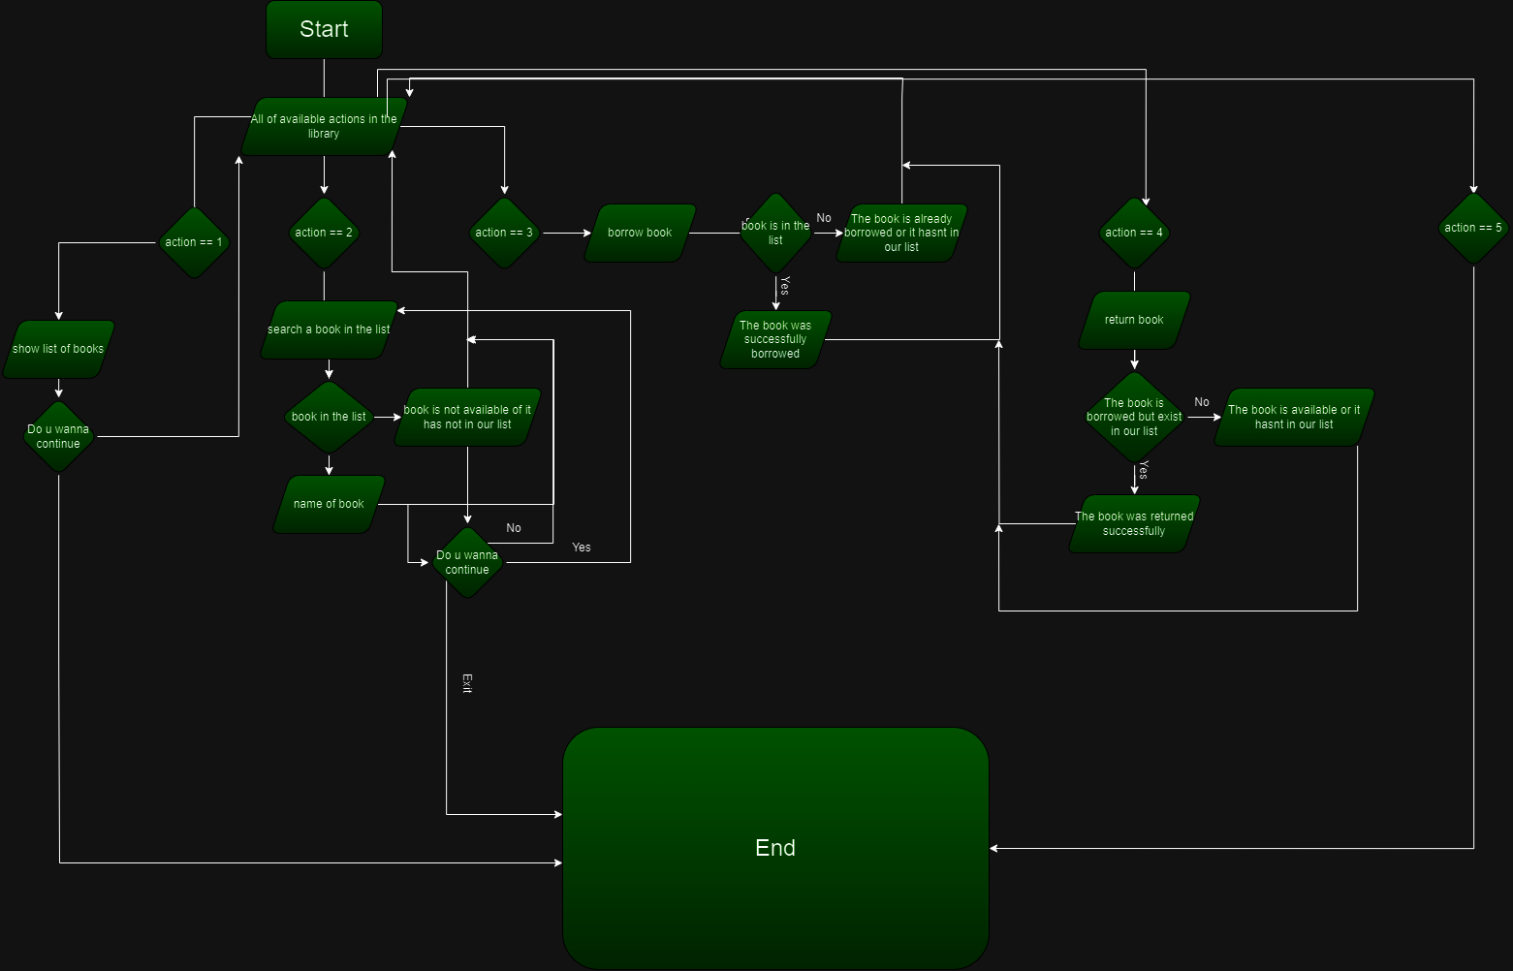 Start
All of available actions in the
library
action == 1
action == 2
action == 3
borrow book
book is in the
list
No
The book is already
borrowed or it hasnt in
our list
action == 4
action == 5
Yes
show list of books
search a book in the list
The book was
successfully
borrowed
return book
Do u wanna
continue
book in the list
book is not available of it
has not in our list
The book is
borrowed but exist
in our list
No
The book is available or it
hasnt in our list
Yes
name of book
The book was returned
successfully
No
Yes
Do u wanna
continue
Exit
End